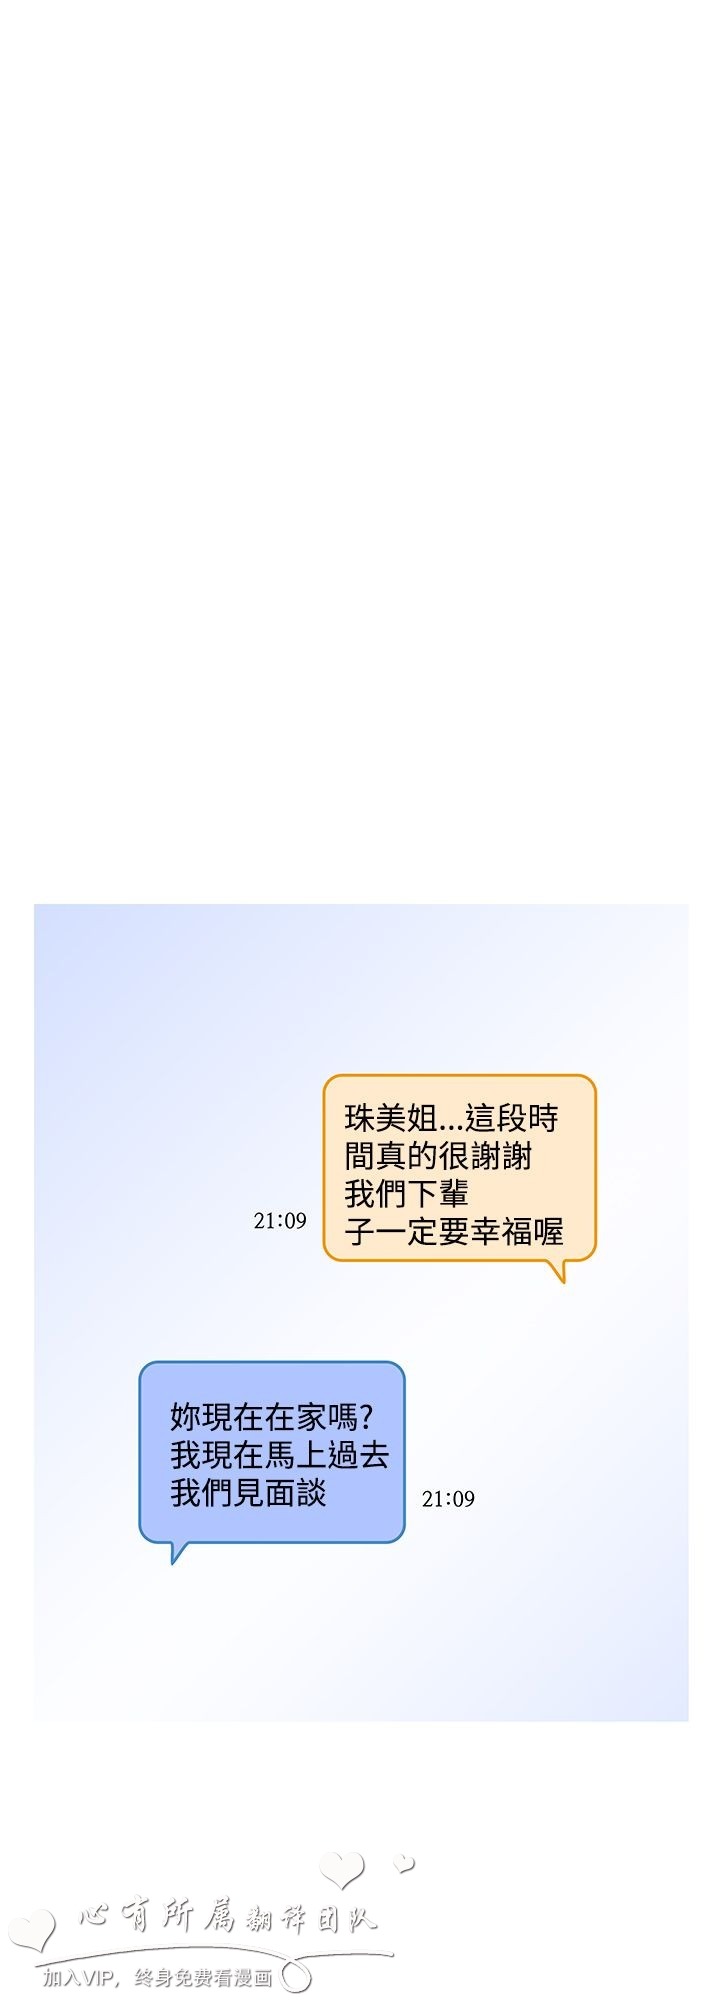 珠美姐...這段時
間真的很謝謝
我們下輩
子一定要幸福喔
21:09
妳現在在家嗎?
我現在馬上過去
我們見面談
21:09
心有所属翻译团队
加入VIP，终身免费看漫画